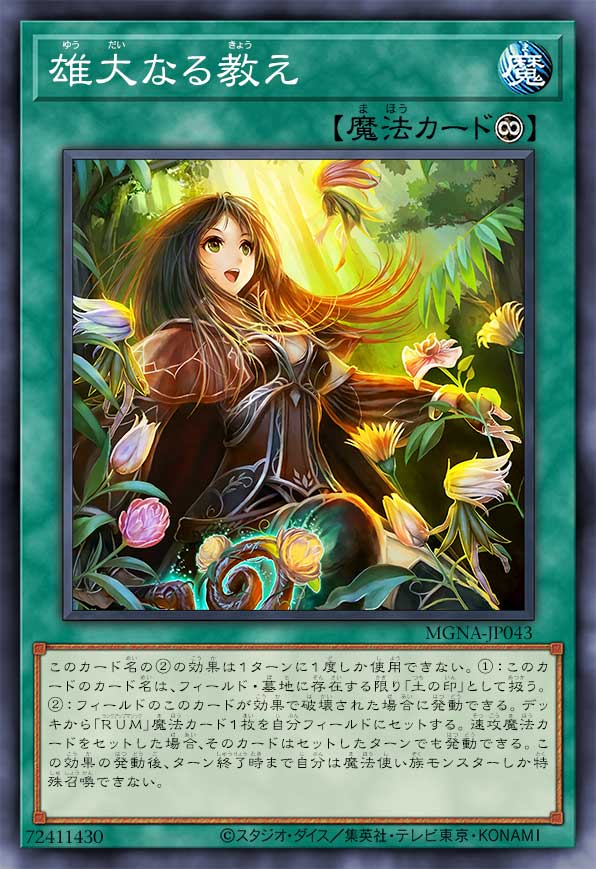 雄大なる教え
魔
【魔法カード♾】
MGNA-JP043
このカード名の②の効果は1ターンに1度しか使用できない。①：このカ
ードのカード名は、フィールド・墓地に存在する限り「土の印」として扱う。
②：フィールドのこのカードが効果で破壊された場合に発動できる。デッ
キから「ＲＵＭ」魔法カード1枚を自分フィールドにセットする。速攻魔法カ
ードをセットした場合、そのカードはセットしたターンでも発動できる。こ
の効果の発動後、ターン終了時まで自分は魔法使い族モンスターしか特
殊召喚できない。
72411430
©スタジオ・ダイス／集英社・テレビ東京・KONAMI